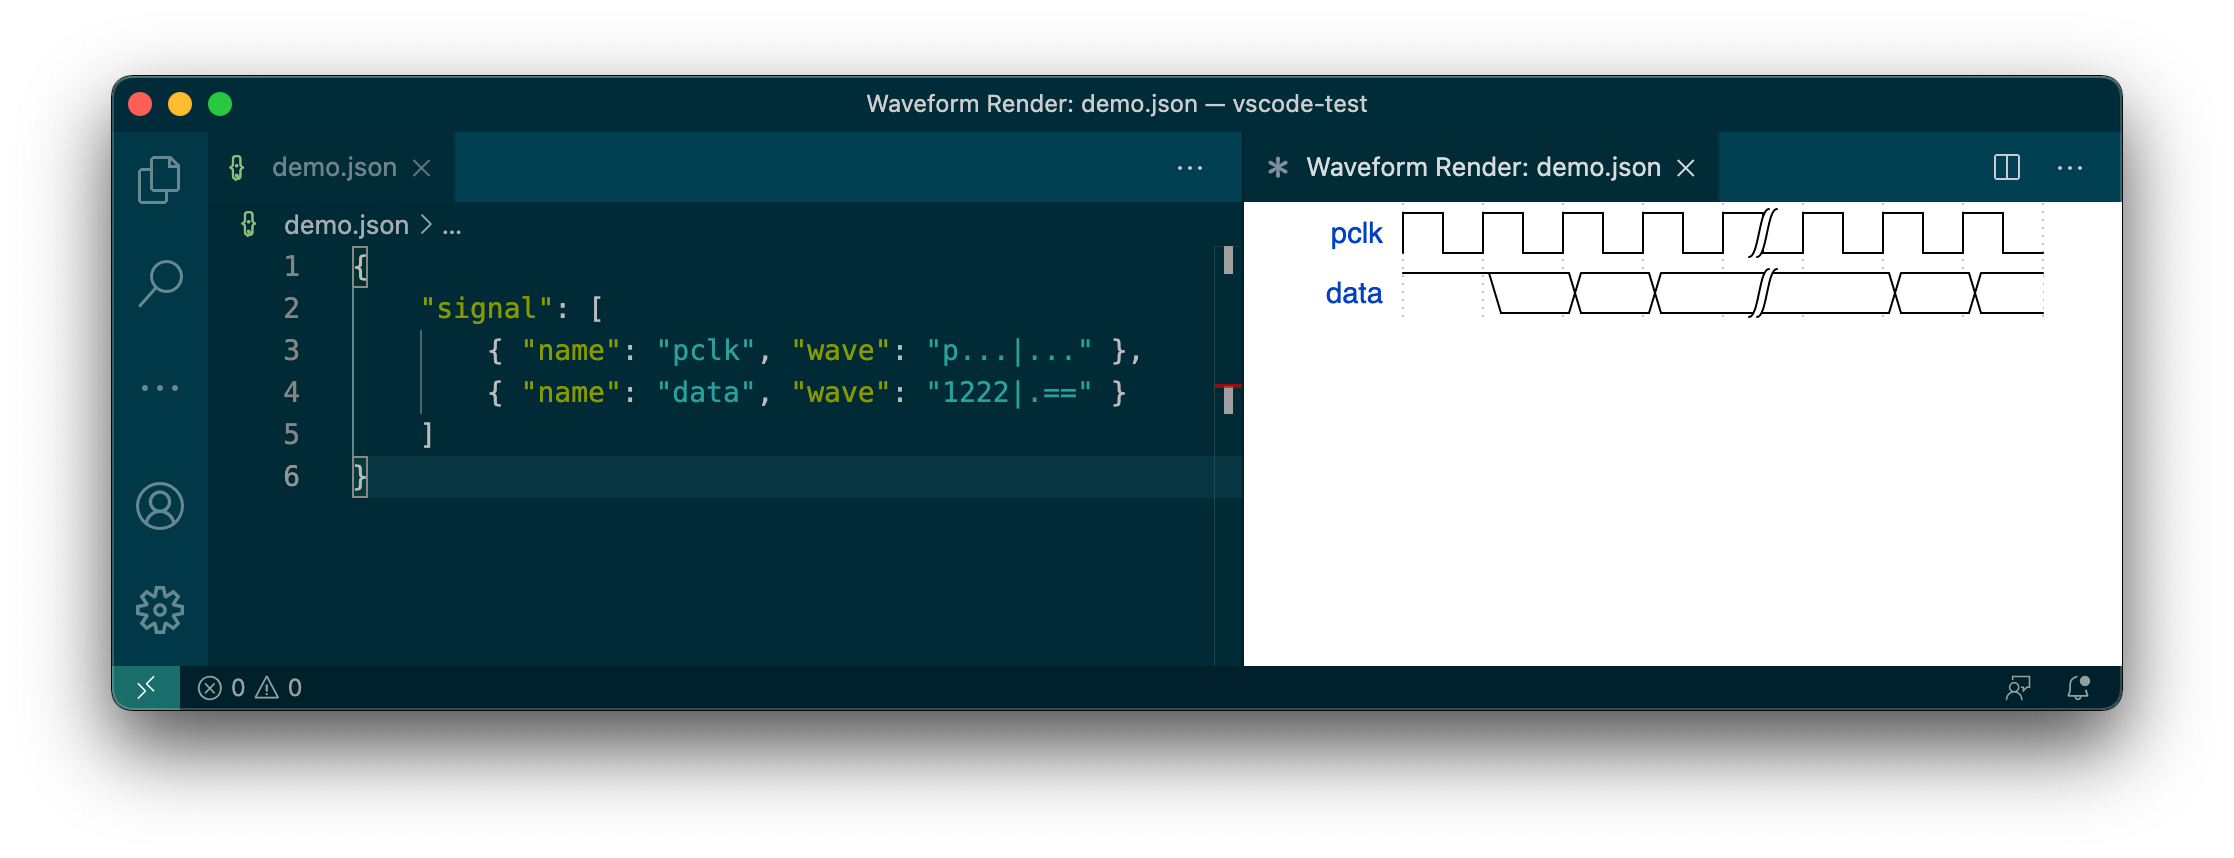 Waveform Render: demo.json — vscode-test
demo.json
Waveform Render: demo.json
demo.json > ...
1 {
2 "signal": [
3 { "name": "pclk", "wave": "p...|..." },
4 { "name": "data", "wave": "1222|.==" }
5 ]
6 }
pclk
data
0 0